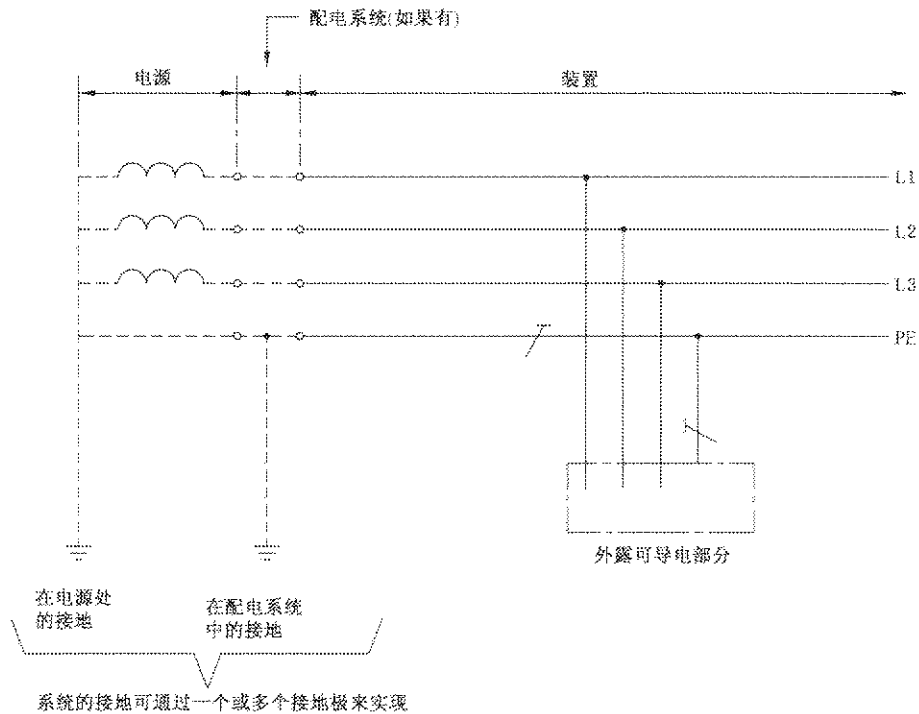 配电系统(如果有)
电源
装置
L1
L2
L3
PE
外露可导电部分
在电源处
的接地
在配电系统
中的接地
系统的接地可通过一个或多个接地极来实现